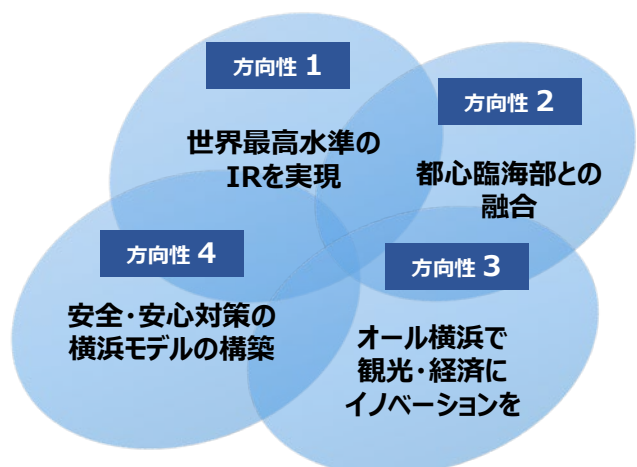 方向性 1
世界最高水準の
IRを実現
方向性 2
都心臨海部との
融合
方向性 3
オール横浜で
観光・経済に
イノベーションを
方向性 4
安全・安心対策の
横浜モデルの構築